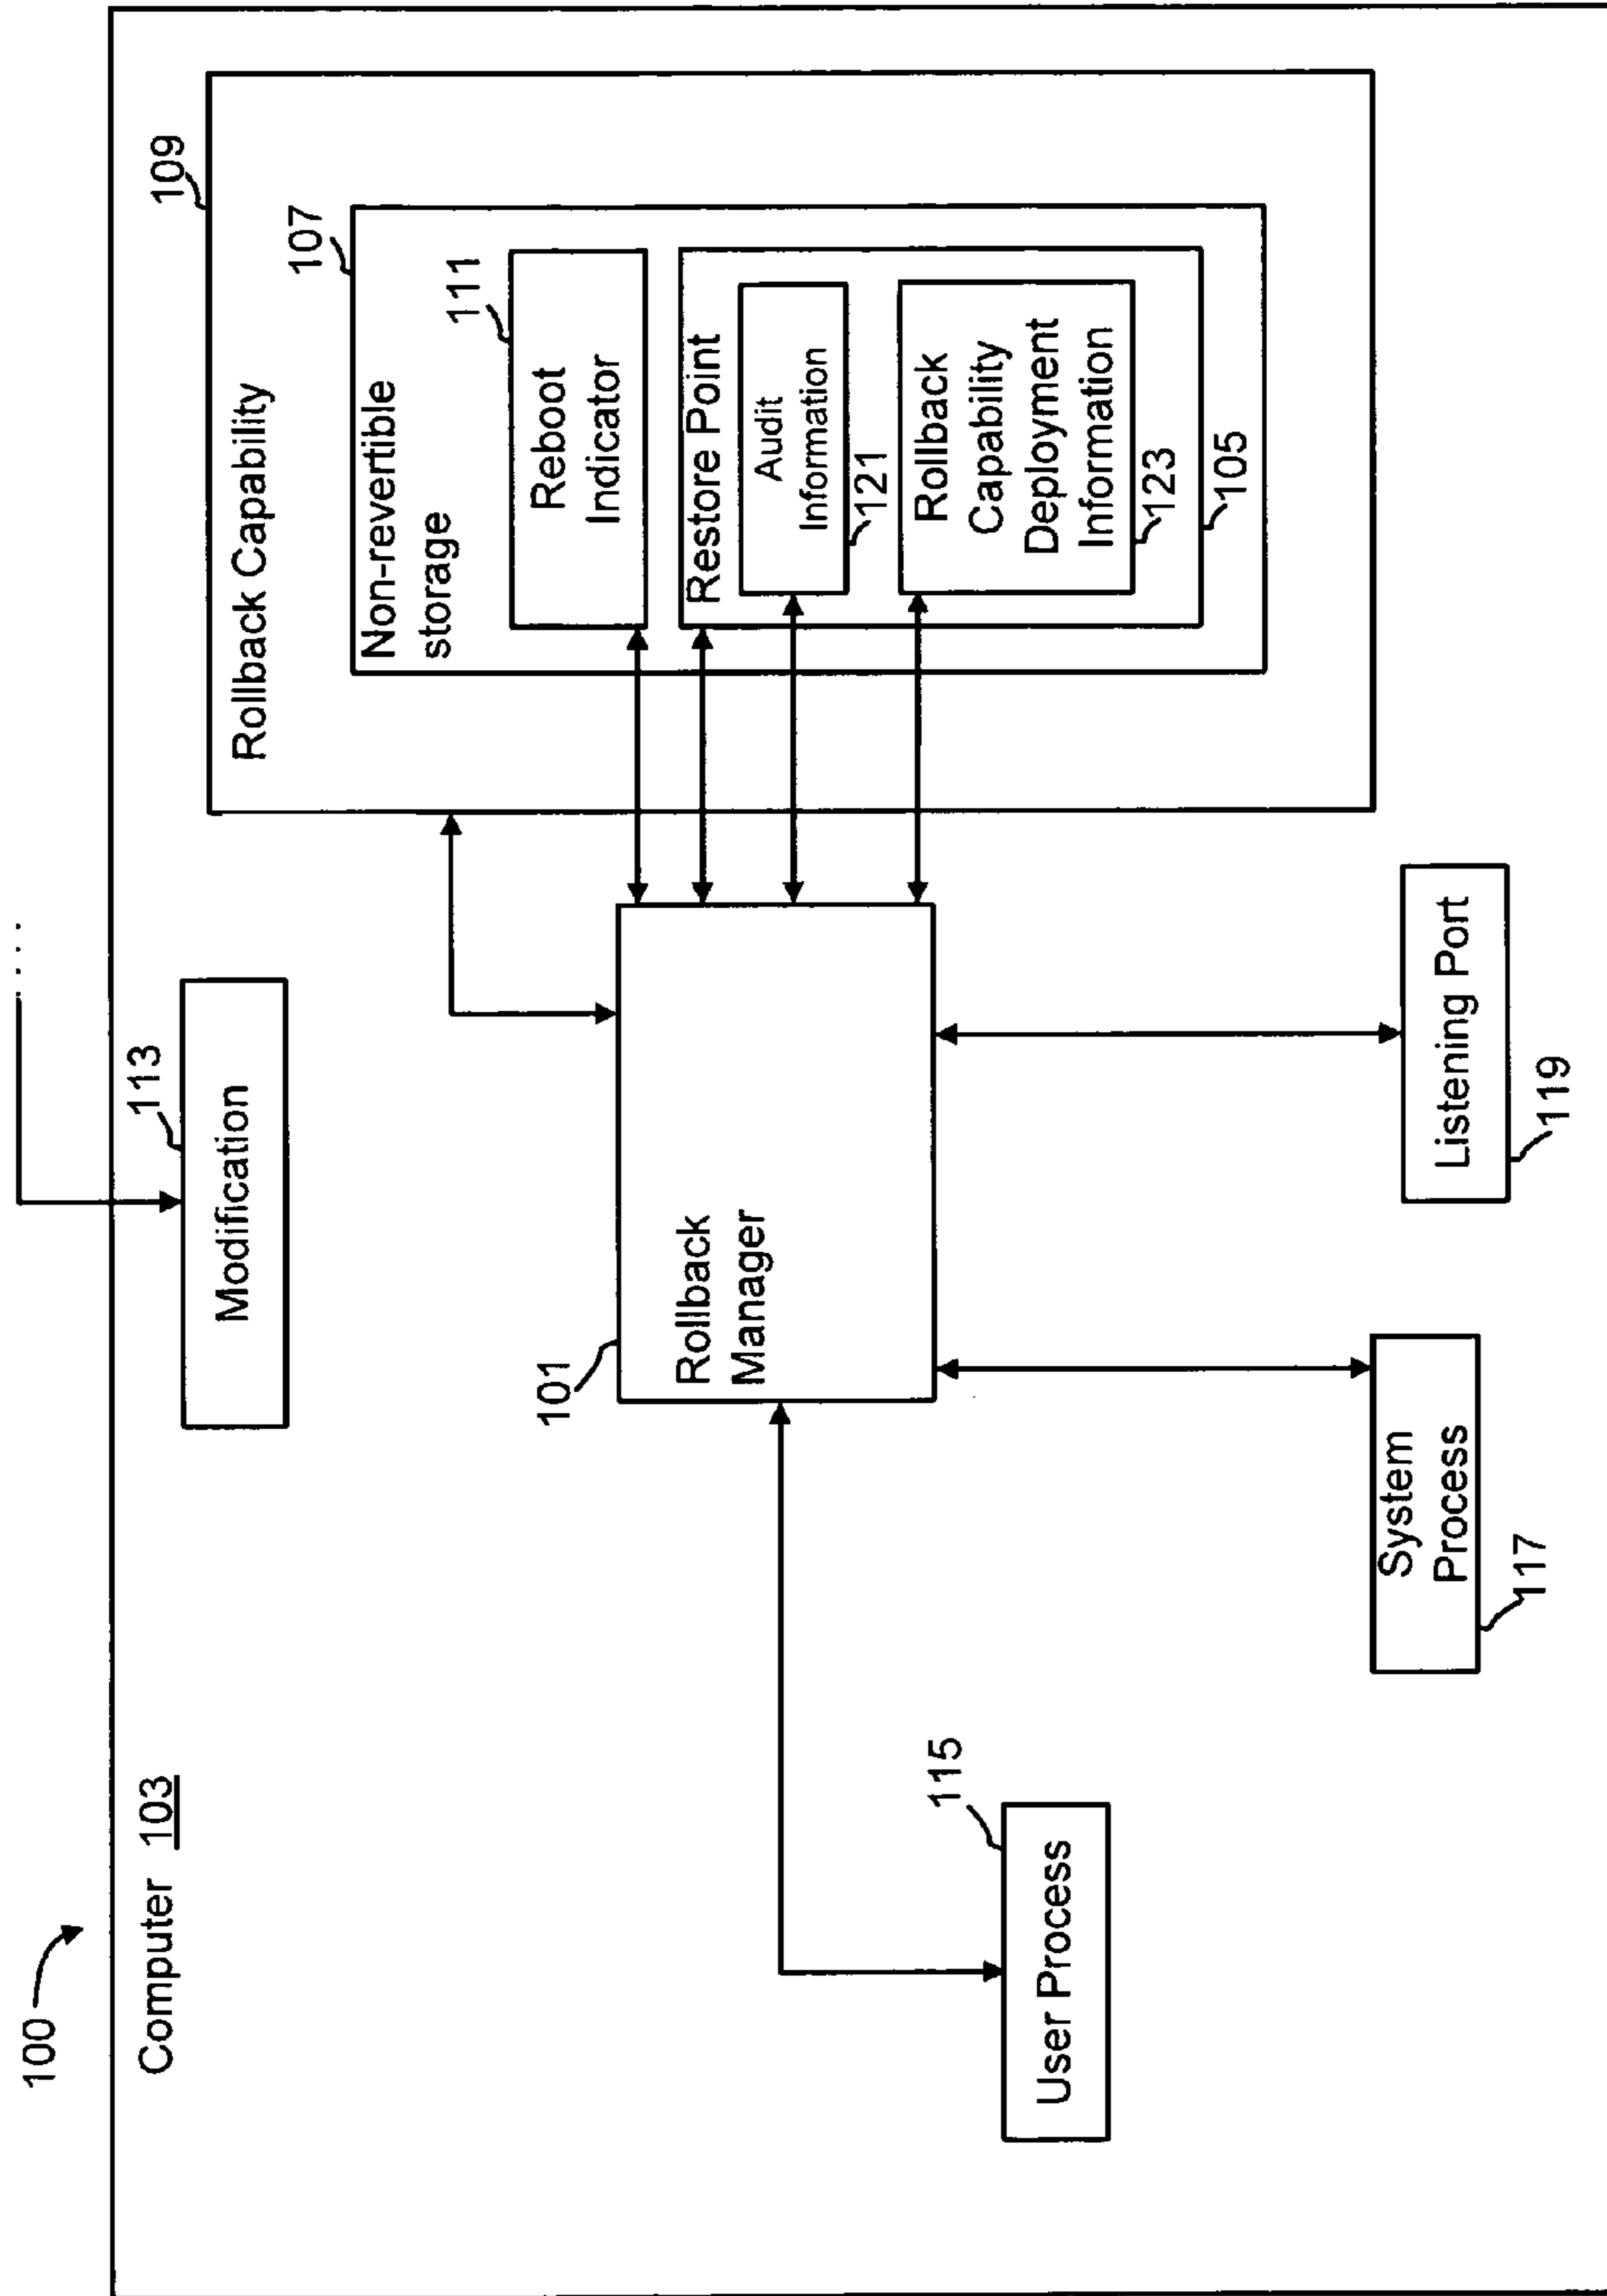 100
Computer 103
113
Modification
109
Rollback Capability
107
Non-revertible
storage
111
Reboot
Indicator
Restore Point
Audit
Information
121
Rollback
Capability
Deployment
Information
123
105
101
Rollback
Manager
115
User Process
System
Process
117
Listening Port
119